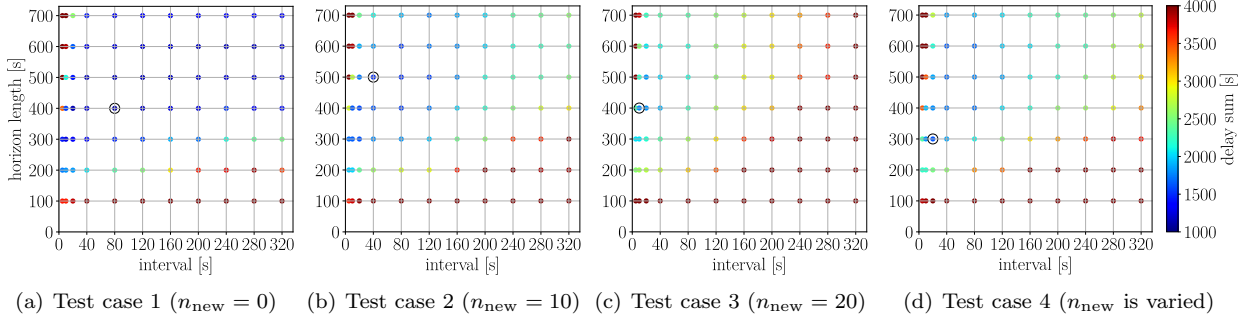 700
600
500
400
300
200
100
0
horizon length [s]
0 40 80 120 160 200 240 280 320
interval [s]
700
600
500
400
300
200
100
0
0 40 80 120 160 200 240 280 320
interval [s]
700
600
500
400
300
200
100
0
0 40 80 120 160 200 240 280 320
interval [s]
700
600
500
400
300
200
100
0
0 40 80 120 160 200 240 280 320
interval [s]
4000
3500
3000
2500
2000
1500
1000
delay sum [s]
(a) Test case 1 (n_new = 0)
(b) Test case 2 (n_new = 10)
(c) Test case 3 (n_new = 20)
(d) Test case 4 (n_new is varied)